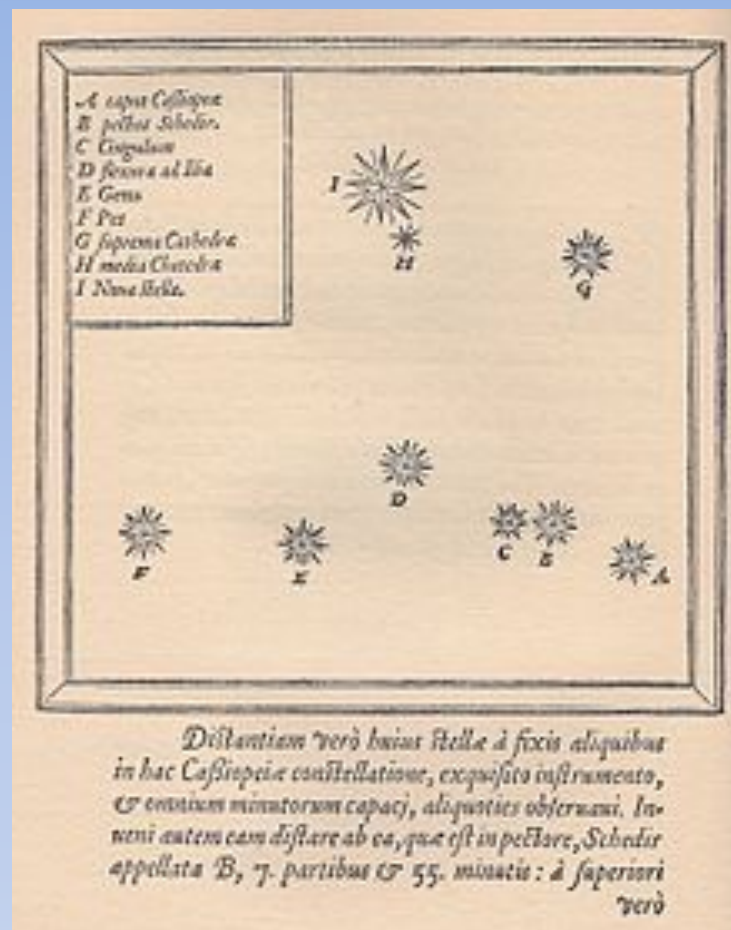 A caput Cassiopeæ
B pectus Schedir.
C Cingulum
D flexura ad Ilia
E Genu
F Pes
G suprema Cathedræ
H media Chatedræ
I Noua stella.
I
H
G
D
F
E
C
B
A
Distantiam verò huius stellæ à fixis aliquibus
in hac Cassiopeiæ constellatione, exquisito instrumento,
& omnium minutorum capacj, aliquoties obseruaui. In-
ueni autem eam distare ab ea, quæ est in pectore, Schedir
appellata B, 7. partibus & 55. minutis : à superiori
verò